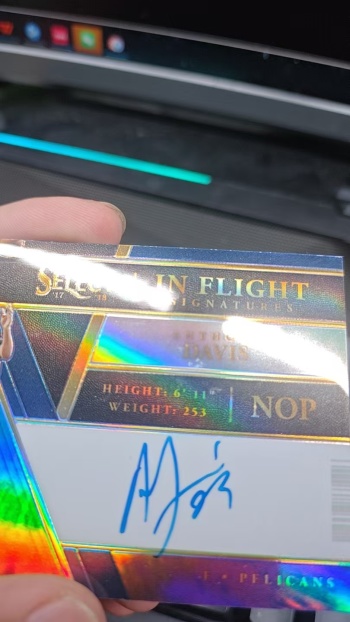 SELECT IN FLIGHT
'17 '18 SIGNATURES
DAVIS
HEIGHT: 6' 11"
WEIGHT: 253
NOP
PELICANS